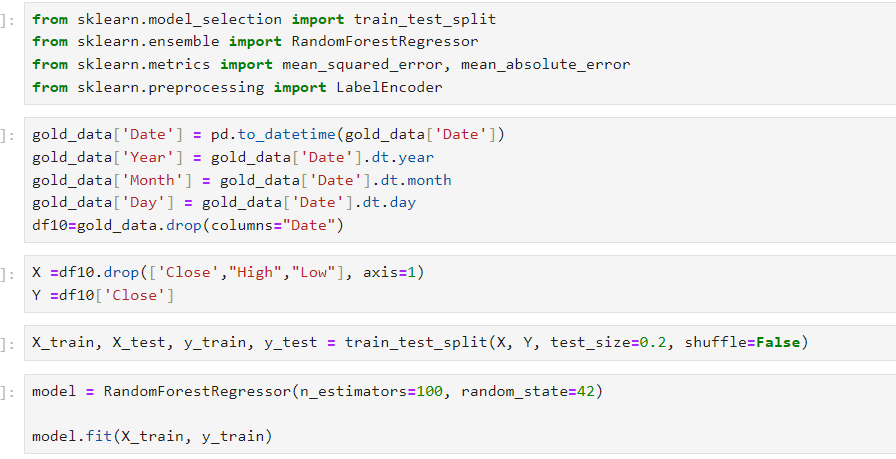 ]: from sklearn.model_selection import train_test_split
from sklearn.ensemble import RandomForestRegressor
from sklearn.metrics import mean_squared_error, mean_absolute_error
from sklearn.preprocessing import LabelEncoder
]: gold_data['Date'] = pd.to_datetime(gold_data['Date'])
gold_data['Year'] = gold_data['Date'].dt.year
gold_data['Month'] = gold_data['Date'].dt.month
gold_data['Day'] = gold_data['Date'].dt.day
df10=gold_data.drop(columns="Date")
]: X =df10.drop(['Close',"High","Low"], axis=1)
Y =df10['Close']
]: X_train, X_test, y_train, y_test = train_test_split(X, Y, test_size=0.2, shuffle=False)
]: model = RandomForestRegressor(n_estimators=100, random_state=42)
model.fit(X_train, y_train)